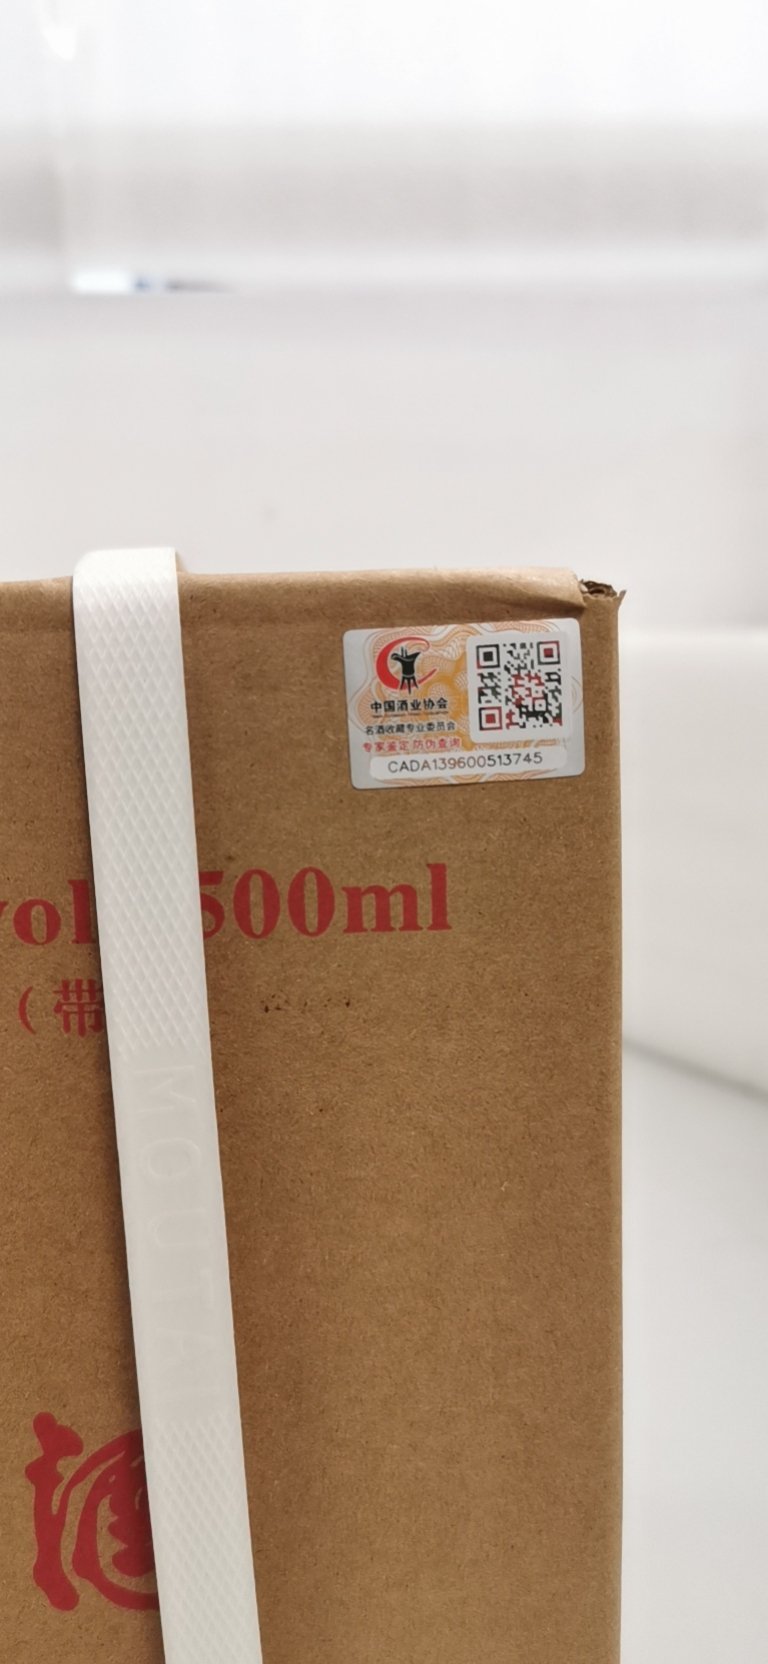 中国酒业协会
名酒收藏专业委员会
专家鉴定 防伪查询
CADA139600513745
vol 500ml
（带
MOUTAI
酒